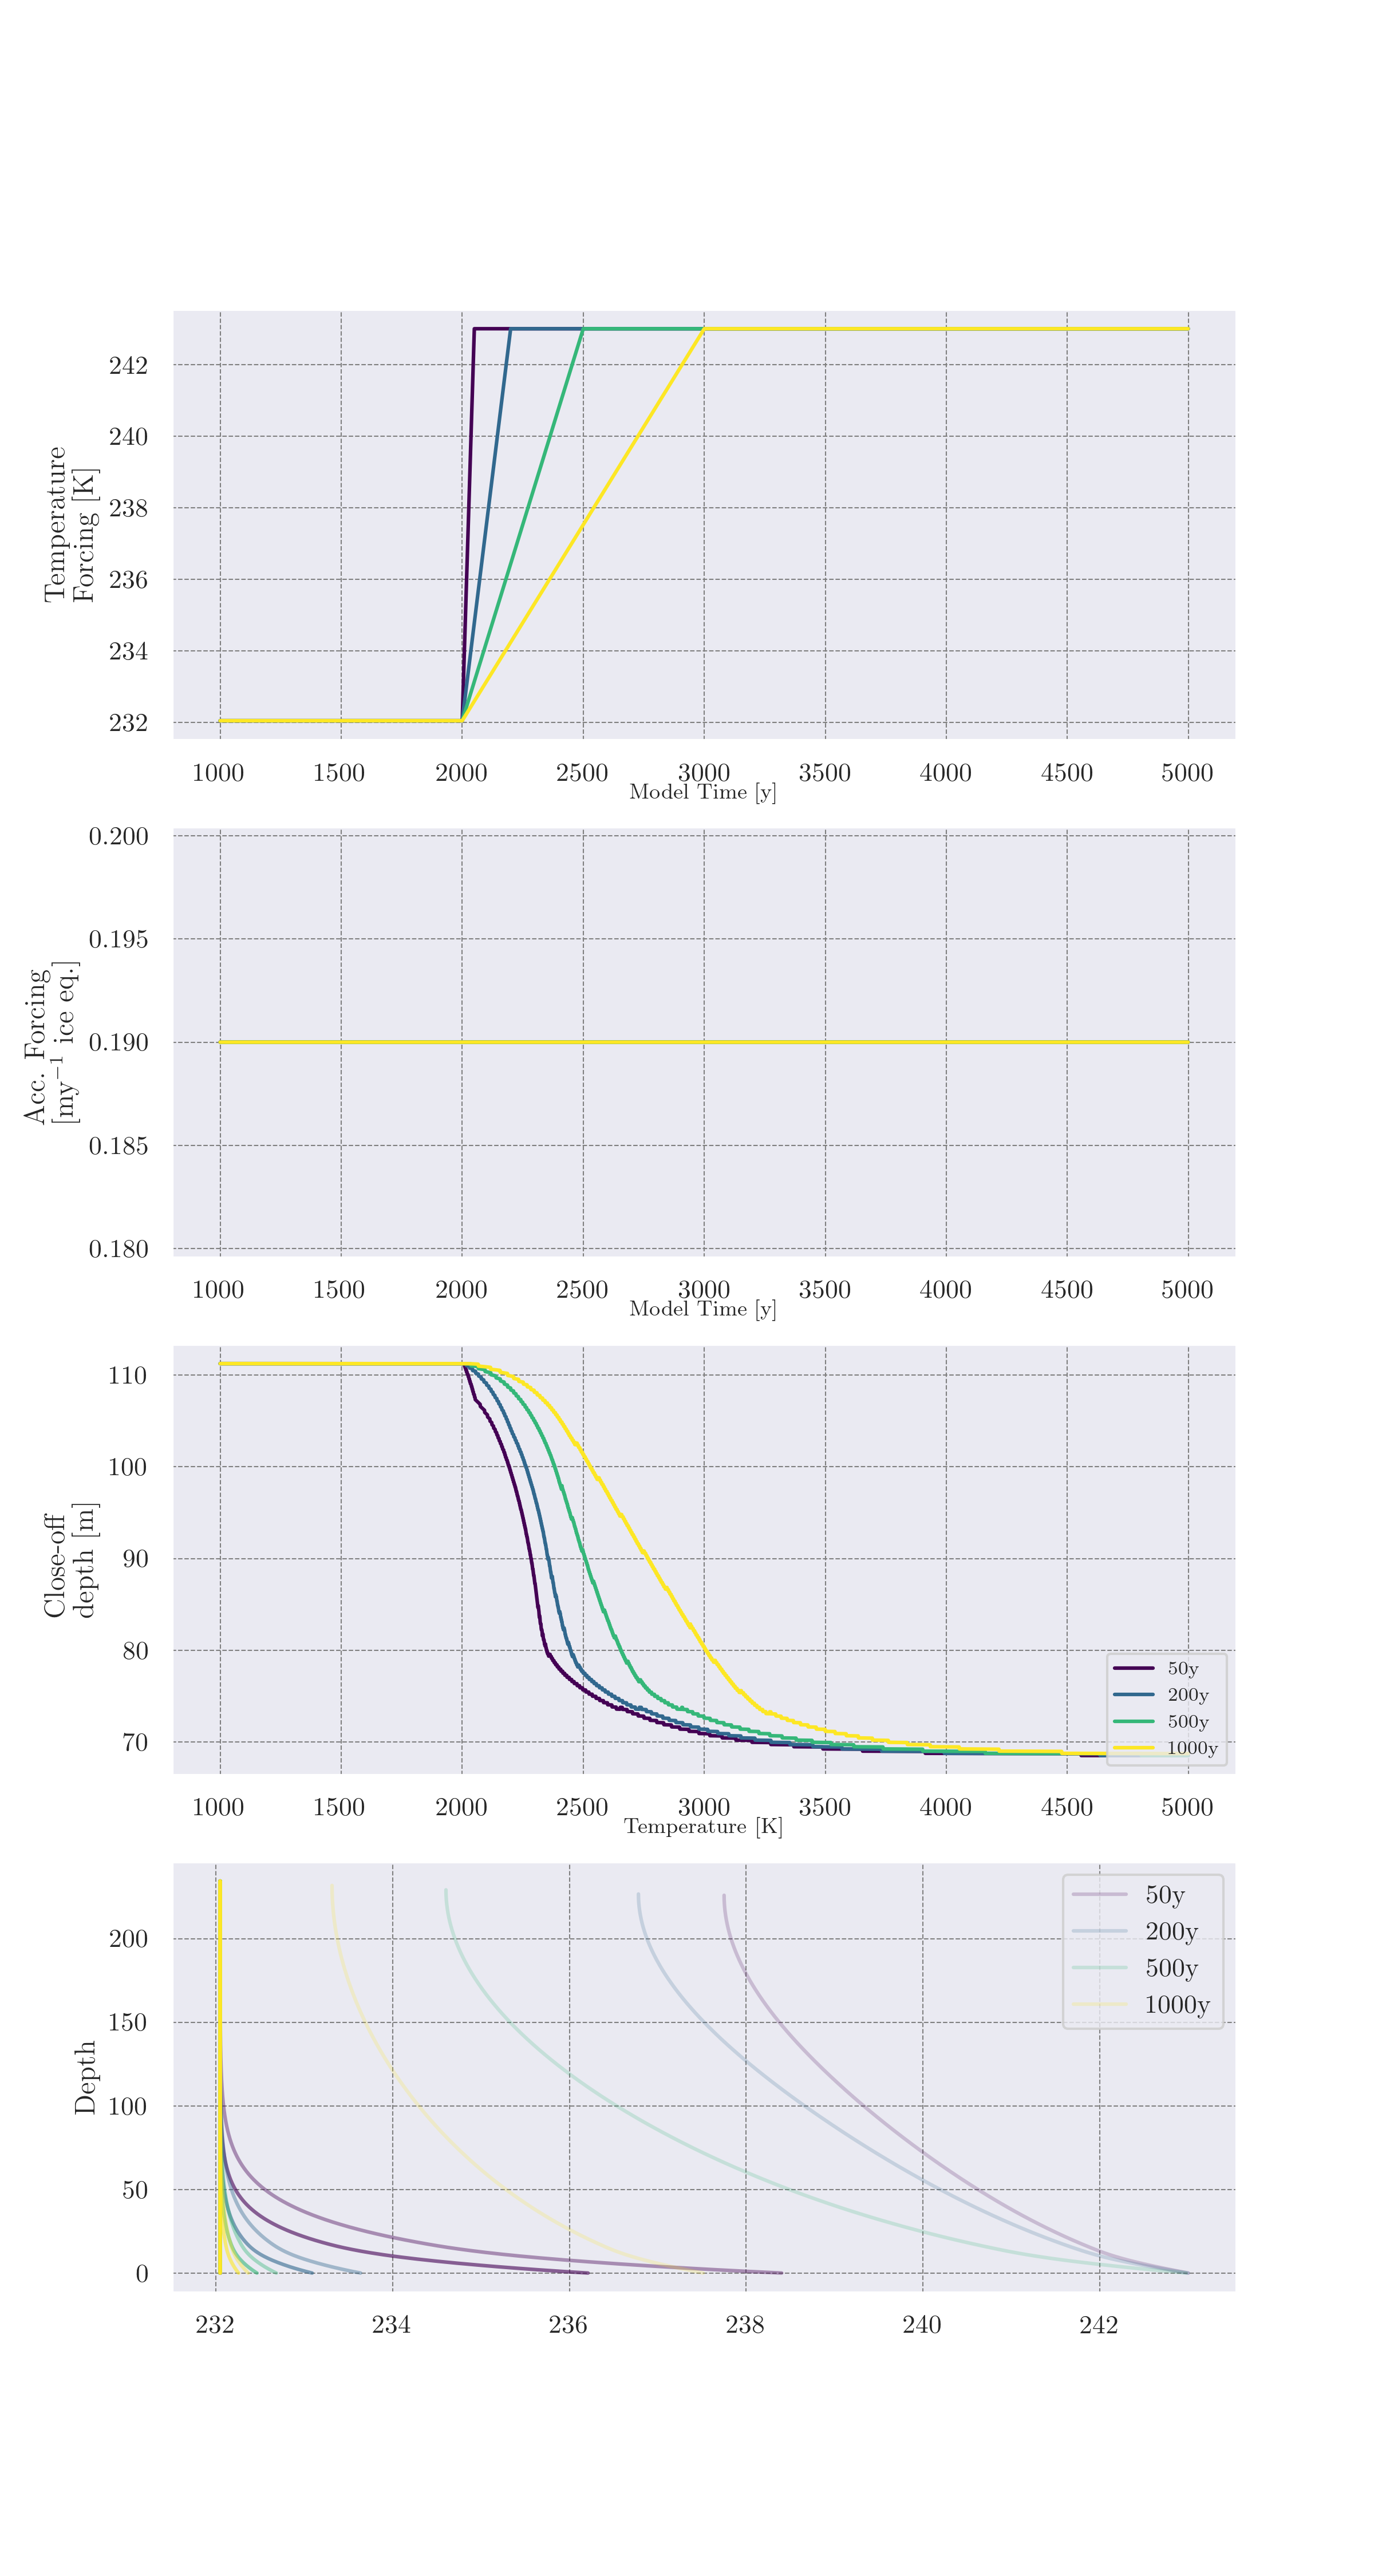 242
240
238
236
234
232
Temperature
Forcing [K]
1000 1500 2000 2500 3000 3500 4000 4500 5000
Model Time [y]
0.200
0.195
0.190
0.185
0.180
Acc. Forcing
[my⁻¹ ice eq.]
1000 1500 2000 2500 3000 3500 4000 4500 5000
Model Time [y]
110
100
90
80
70
Close-off
depth [m]
50y
200y
500y
1000y
1000 1500 2000 2500 3000 3500 4000 4500 5000
Temperature [K]
200
150
100
50
0
Depth
50y
200y
500y
1000y
232 234 236 238 240 242